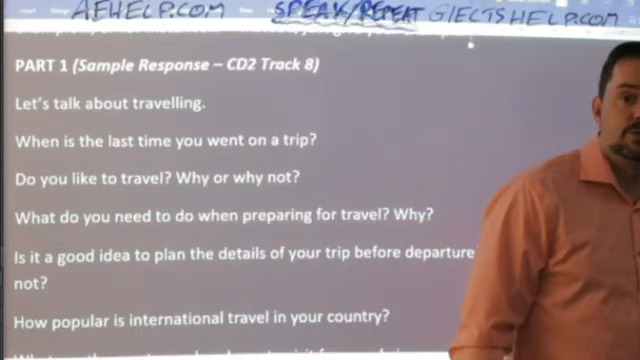 AEHELP.COM SPEAK/REPEAT GIELTSHELP.COM
PART 1 (Sample Response – CD2 Track 8)
Let's talk about travelling.
When is the last time you went on a trip?
Do you like to travel? Why or why not?
What do you need to do when preparing for travel? Why?
Is it a good idea to plan the details of your trip before departure
not?
How popular is international travel in your country?